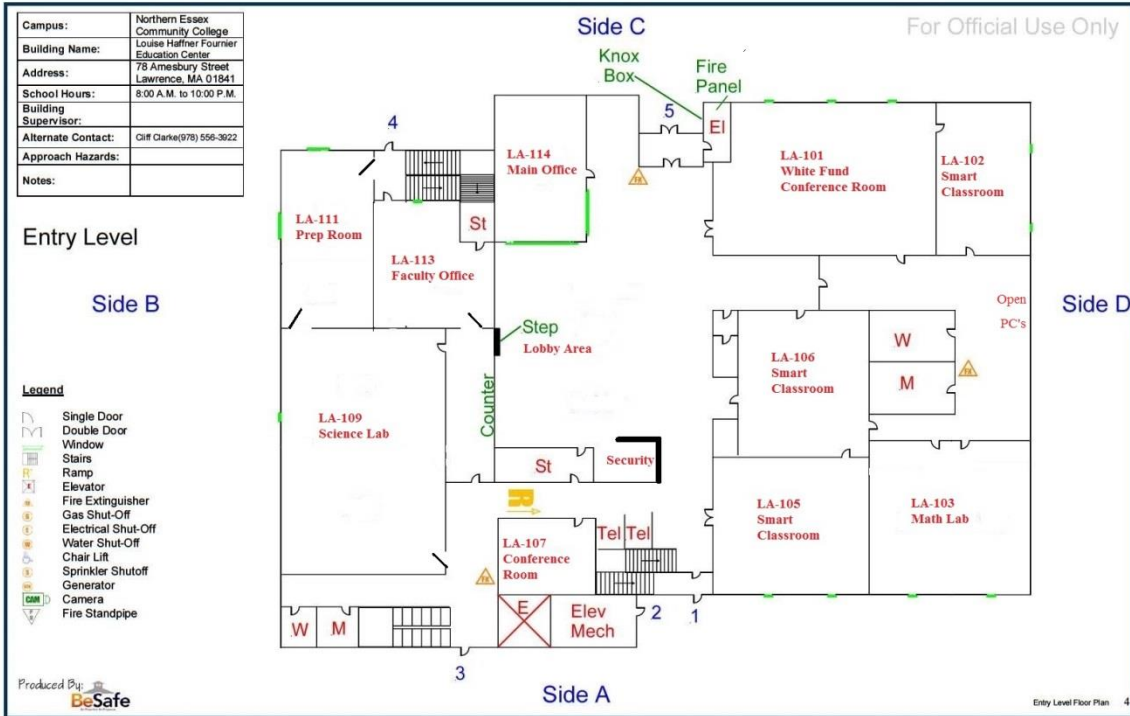 Campus:
Northern Essex
Community College
Building Name:
Louise Haffner Fournier
Education Center
Address:
78 Amesbury Street
Lawrence, MA 01841
School Hours:
8:00 A.M. to 10:00 P.M.
Building
Supervisor:
Alternate Contact:
Cliff Clarke(978) 556-3922
Approach Hazards:
Notes:
Side C
For Official Use Only
Knox
Box
Fire
Panel
4
5
El
LA-114
Main Office
LA-101
White Fund
Conference Room
LA-102
Smart
Classroom
Entry Level
LA-111
Prep Room
St
LA-113
Faculty Office
Side B
Side D
Open
PC's
Step
Lobby Area
LA-106
Smart
Classroom
W
M
Counter
LA-109
Science Lab
St
Security
R
LA-105
Smart
Classroom
LA-103
Math Lab
Tel Tel
LA-107
Conference
Room
E
Elev
Mech
2
1
W
M
3
Side A
Legend
Single Door
Double Door
Window
Stairs
R
Ramp
Elevator
Fire Extinguisher
Gas Shut-Off
Electrical Shut-Off
Water Shut-Off
Chair Lift
Sprinkler Shutoff
Generator
CAM
Camera
Fire Standpipe
Produced By:
BeSafe
Entry Level Floor Plan 4